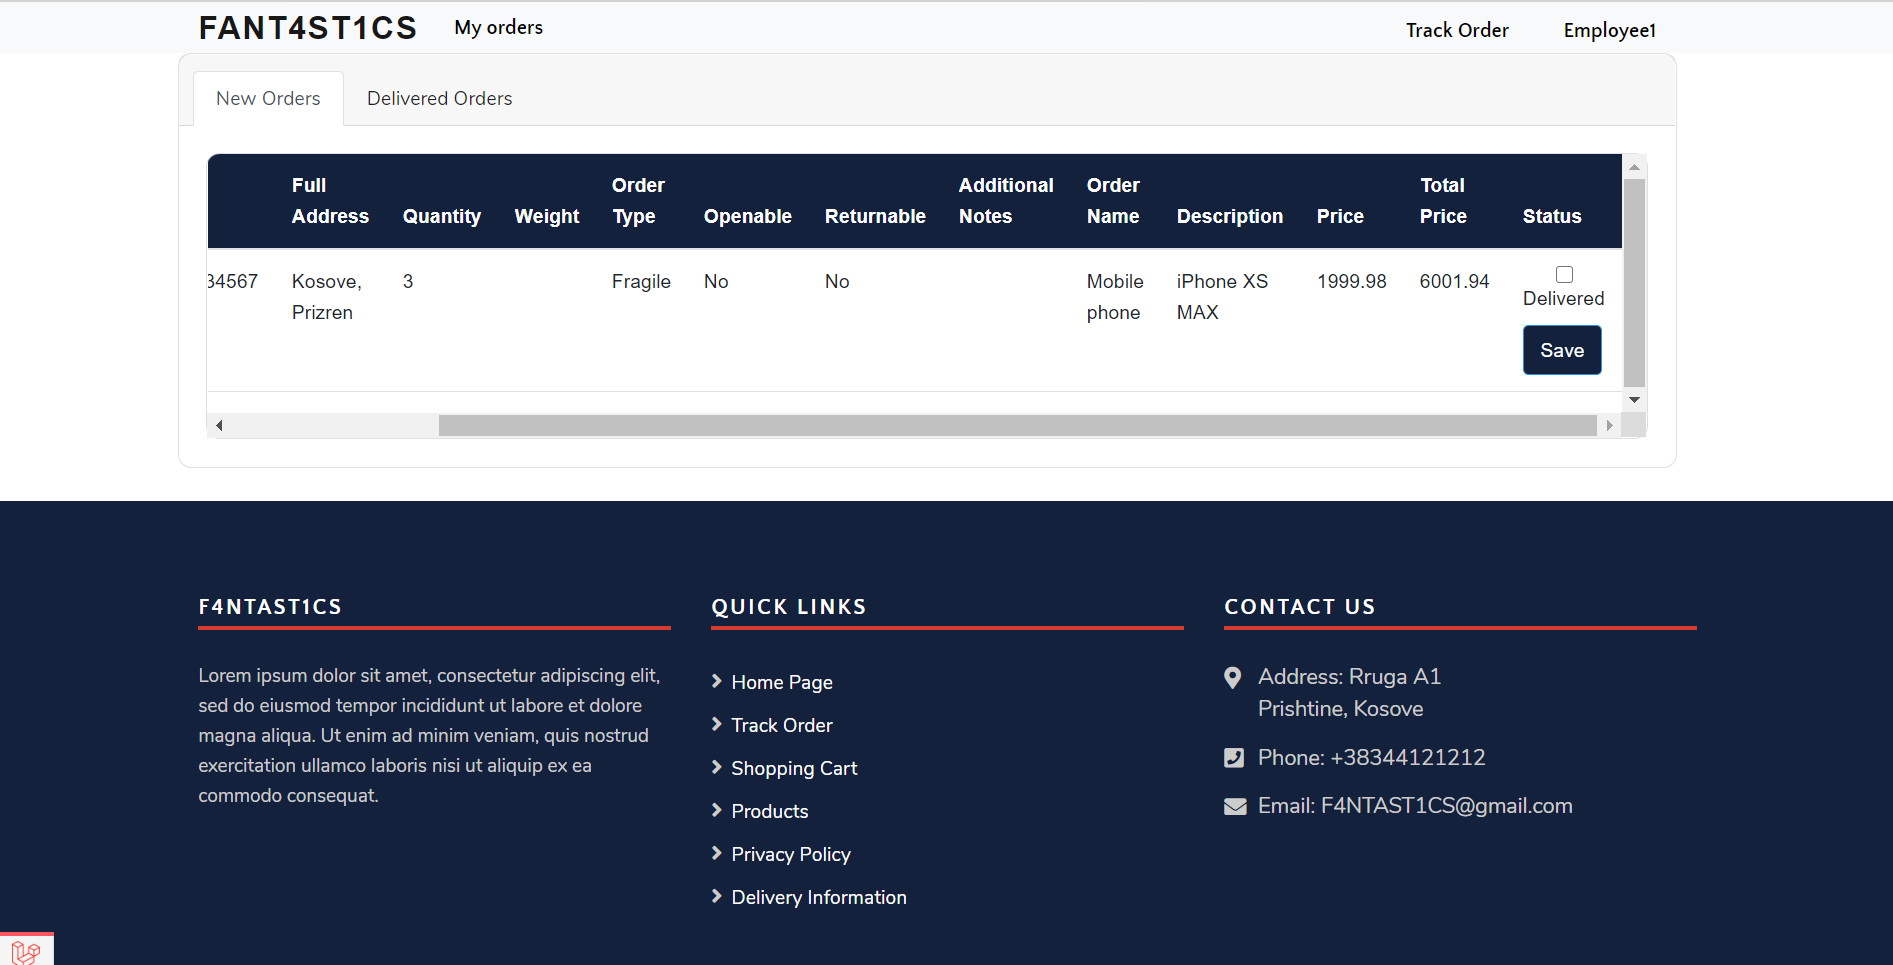 FANT4ST1CS My orders Track Order Employee1
New Orders Delivered Orders
Full Address Quantity Weight Order Type Openable Returnable Additional Notes Order Name Description Price Total Price Status
34567 Kosove, Prizren 3 Fragile No No Mobile phone iPhone XS MAX 1999.98 6001.94 Delivered
Save
F4NTAST1CS
Lorem ipsum dolor sit amet, consectetur adipiscing elit,
sed do eiusmod tempor incididunt ut labore et dolore
magna aliqua. Ut enim ad minim veniam, quis nostrud
exercitation ullamco laboris nisi ut aliquip ex ea
commodo consequat.
QUICK LINKS
Home Page
Track Order
Shopping Cart
Products
Privacy Policy
Delivery Information
CONTACT US
Address: Rruga A1
Prishtine, Kosove
Phone: +38344121212
Email: F4NTAST1CS@gmail.com